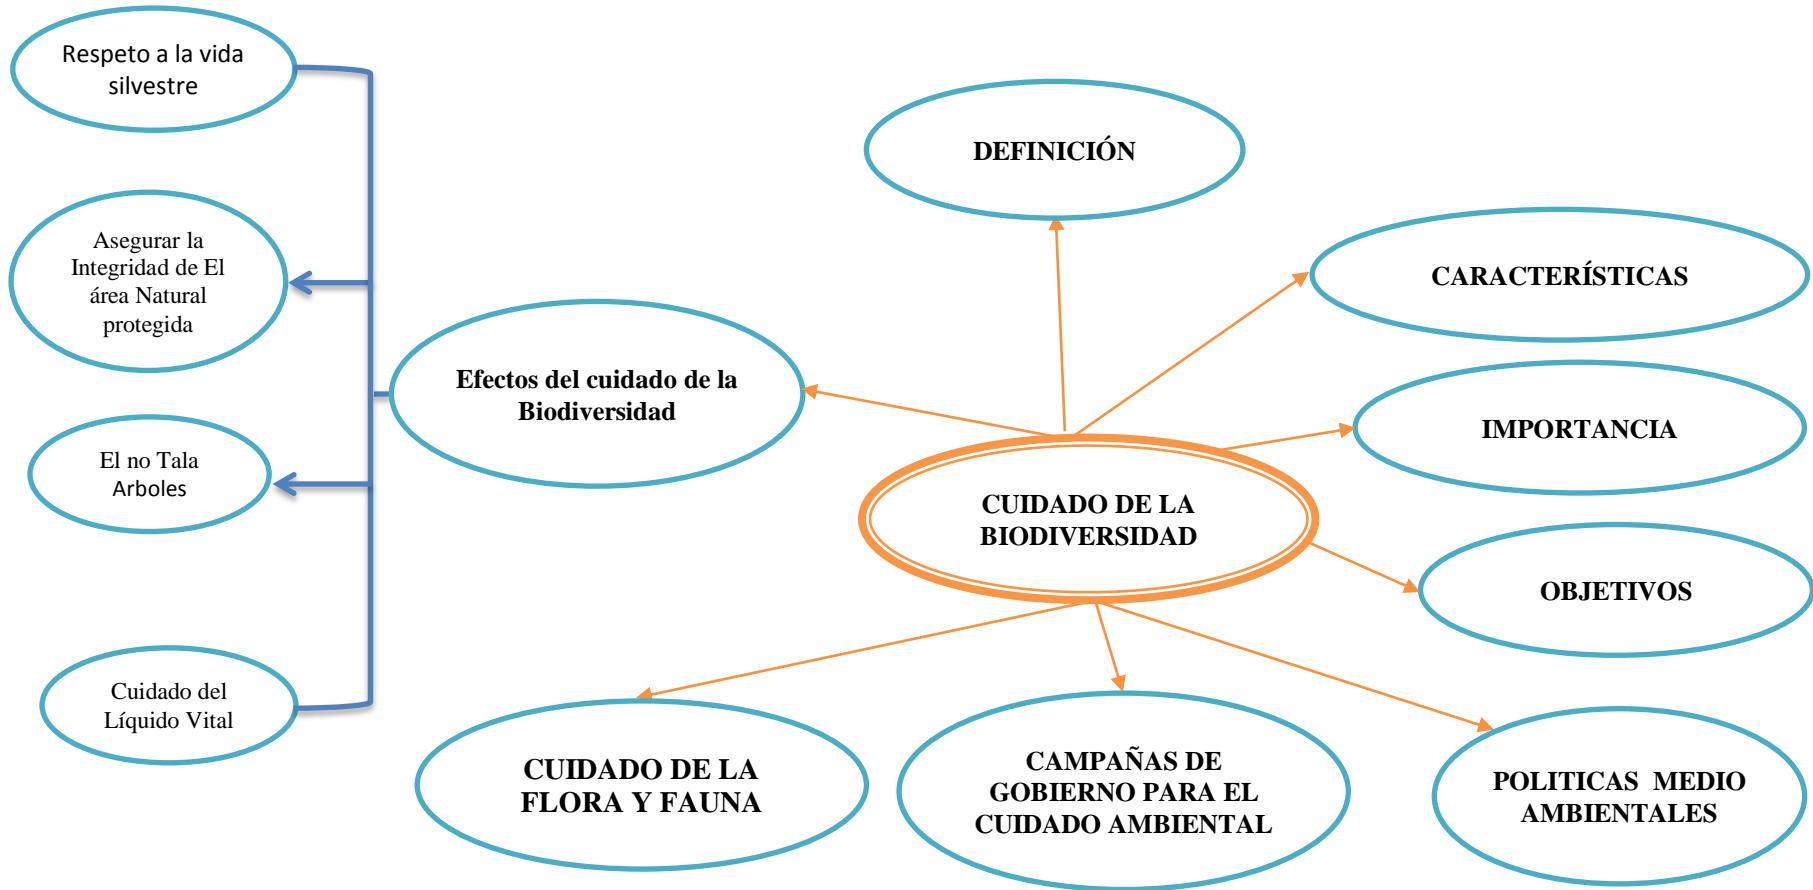 Respeto a la vida
silvestre
Asegurar la
Integridad de El
área Natural
protegida
El no Tala
Arboles
Cuidado del
Líquido Vital
Efectos del cuidado de la
Biodiversidad
DEFINICIÓN
CARACTERÍSTICAS
IMPORTANCIA
CUIDADO DE LA
BIODIVERSIDAD
OBJETIVOS
CUIDADO DE LA
FLORA Y FAUNA
CAMPAÑAS DE
GOBIERNO PARA EL
CUIDADO AMBIENTAL
POLITICAS MEDIO
AMBIENTALES